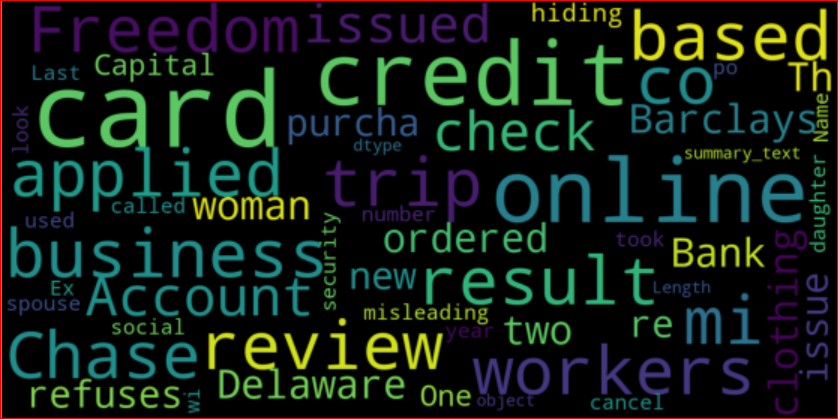 Freedom issued hiding based
Last Capital credit co po Th
look card purcha check Barclays Name
dtype summary_text
applied trip online
called woman number daughter
used security ordered took Bank
business new result clothing
Ex Account Length issue
spouse misleading mi
social year two re
Chase review workers
refuses wi Delaware One object cancel